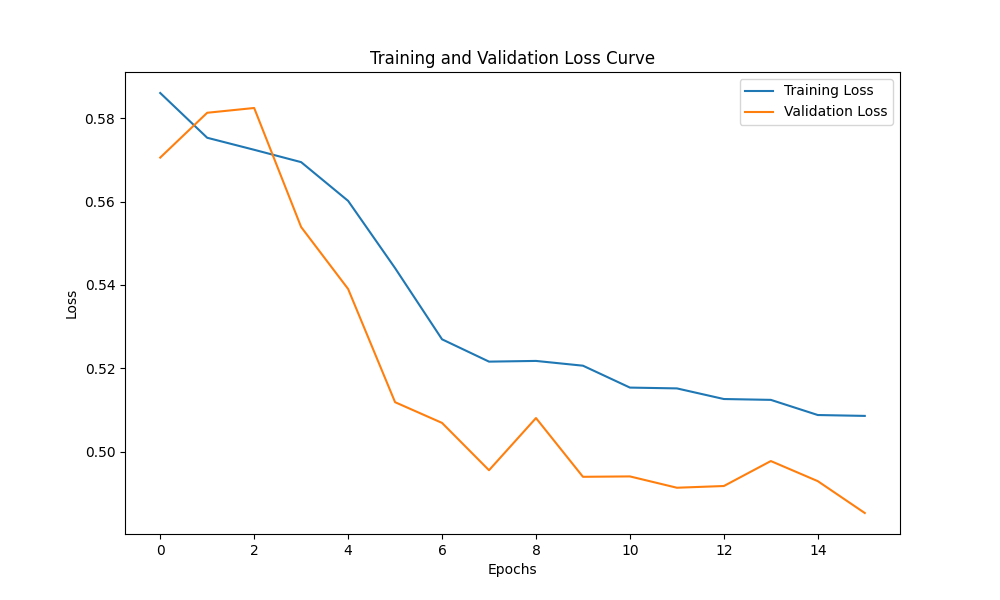 Training and Validation Loss Curve
Training Loss
Validation Loss
0.58
0.56
0.54
0.52
0.50
Loss
0 2 4 6 8 10 12 14
Epochs